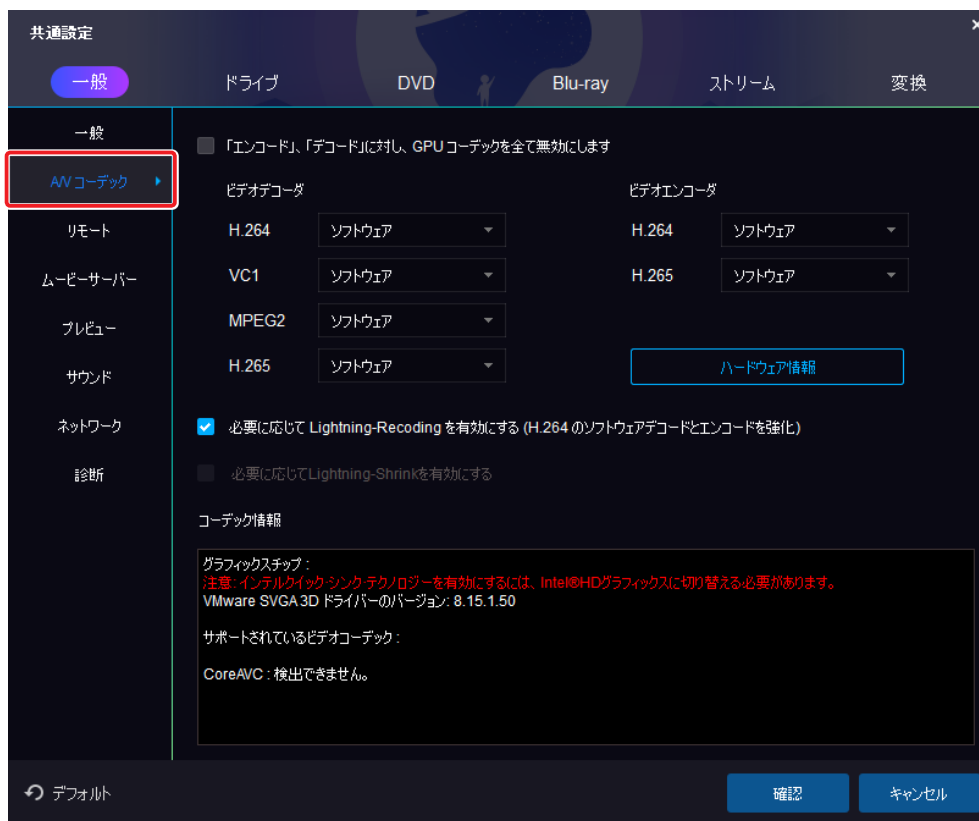 共通設定
一般 ドライブ DVD Blu-ray ストリーム 変換
一般
A/V コーデック
リモート
ムービーサーバー
プレビュー
サウンド
ネットワーク
診断
「エンコード」、「デコード」に対し、GPU コーデックを全て無効にします
ビデオデコーダ ビデオエンコーダ
H.264 ソフトウェア H.264 ソフトウェア
VC1 ソフトウェア H.265 ソフトウェア
MPEG2 ソフトウェア
H.265 ソフトウェア ハードウェア情報
必要に応じて Lightning-Recoding を有効にする (H.264 のソフトウェアデコードとエンコードを強化)
必要に応じてLightning-Shrinkを有効にする
コーデック情報
グラフィックスチップ :
注意: インテルクイック・シンク・テクノロジーを有効にするには、Intel®HDグラフィックスに切り替える必要があります。
VMware SVGA 3D ドライバーのバージョン: 8.15.1.50
サポートされているビデオコーデック :
CoreAVC : 検出できません。
デフォルト 確認 キャンセル